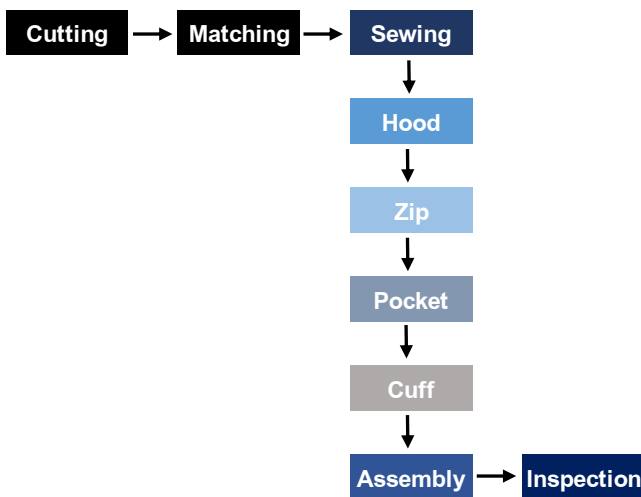 Cutting
Matching
Sewing
Hood
Zip
Pocket
Cuff
Assembly
Inspection